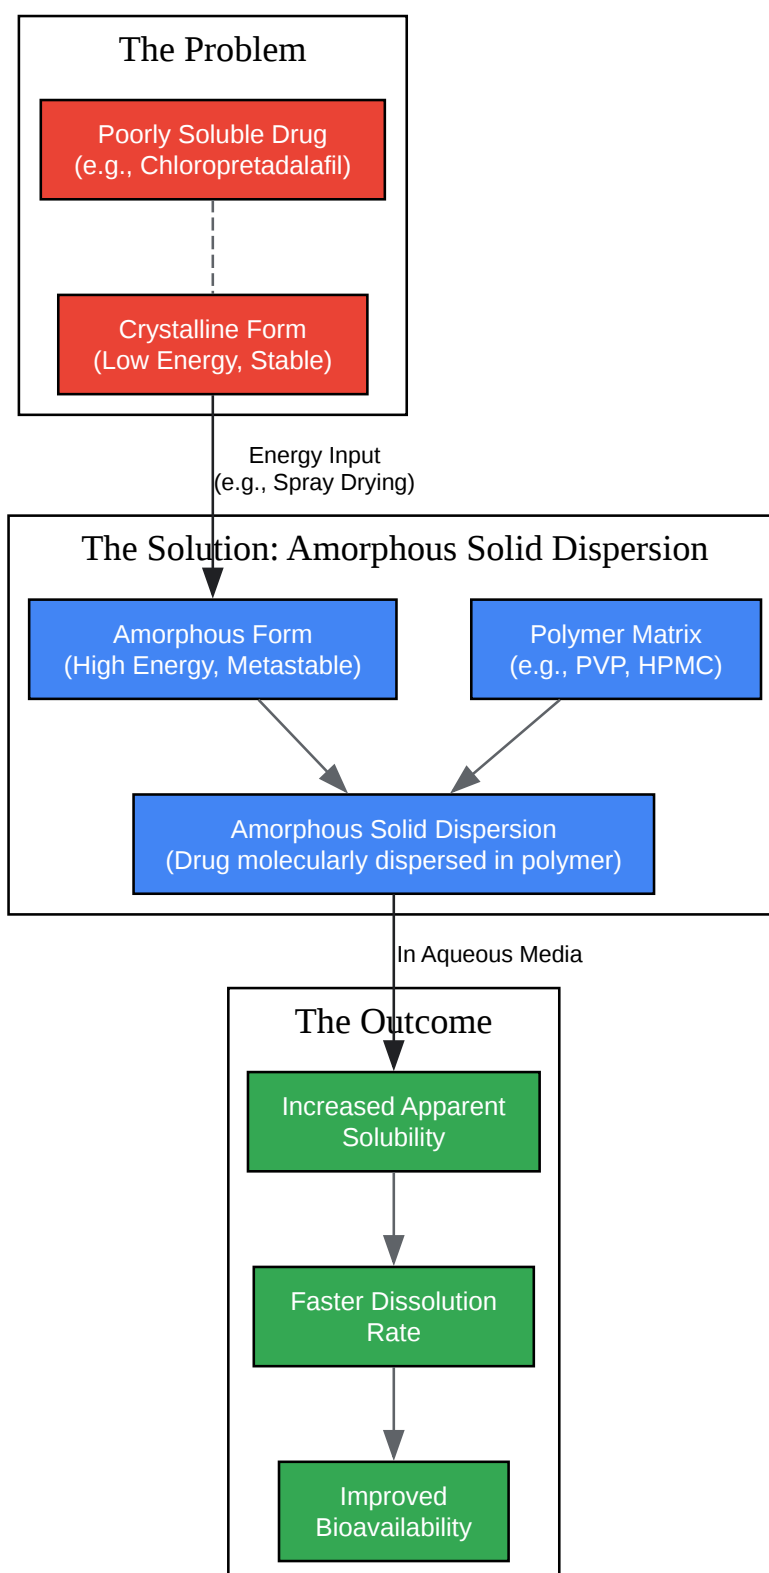 The Problem
Poorly Soluble Drug
(e.g., Chloropretadalafil)
Crystalline Form
(Low Energy, Stable)
Energy Input
(e.g., Spray Drying)
The Solution: Amorphous Solid Dispersion
Amorphous Form
(High Energy, Metastable)
Polymer Matrix
(e.g., PVP, HPMC)
Amorphous Solid Dispersion
(Drug molecularly dispersed in polymer)
In Aqueous Media
The Outcome
Increased Apparent
Solubility
Faster Dissolution
Rate
Improved
Bioavailability